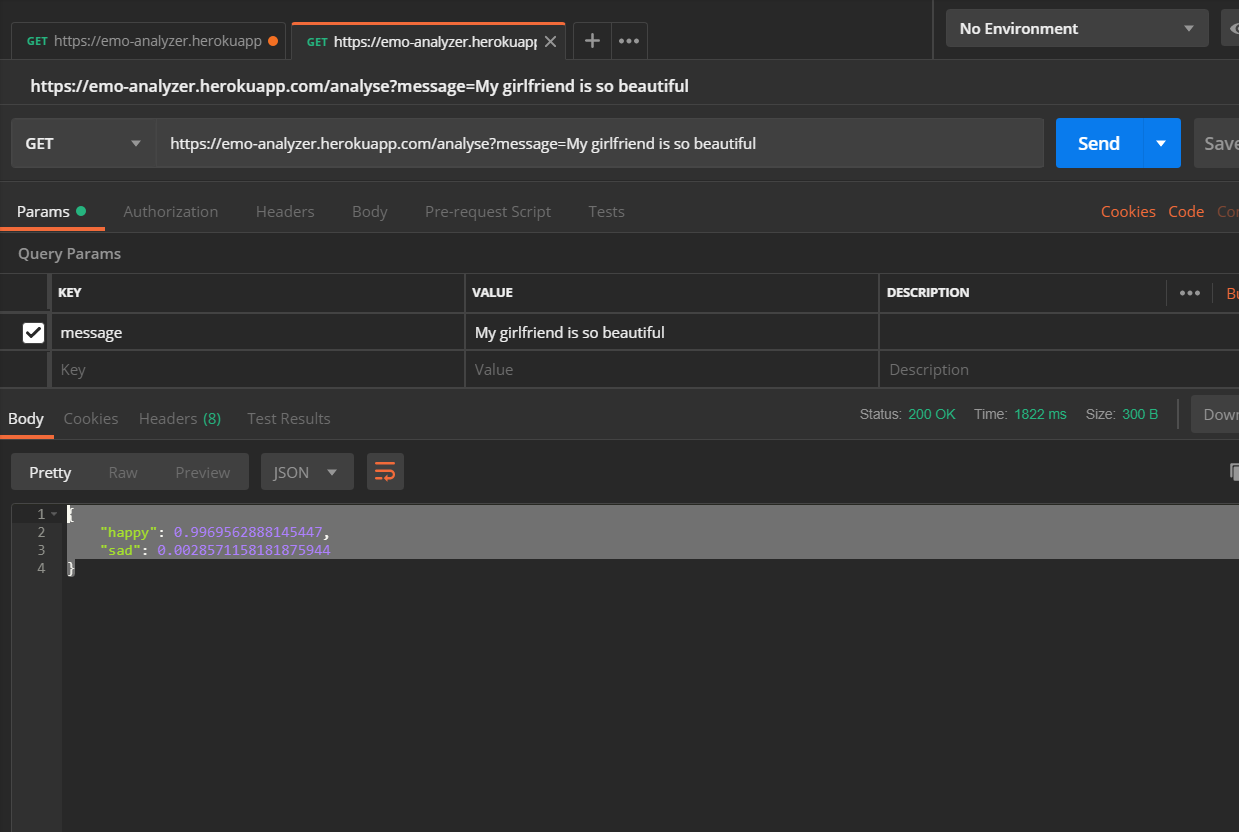 GET https://emo-analyzer.herokuapp
GET https://emo-analyzer.herokuapp
No Environment
https://emo-analyzer.herokuapp.com/analyse?message=My girlfriend is so beautiful
GET https://emo-analyzer.herokuapp.com/analyse?message=My girlfriend is so beautiful Send Save
Params Authorization Headers Body Pre-request Script Tests Cookies Code Co
Query Params
KEY VALUE DESCRIPTION ••• Bu
message My girlfriend is so beautiful
Key Value Description
Body Cookies Headers (8) Test Results Status: 200 OK Time: 1822 ms Size: 300 B Down
Pretty Raw Preview JSON
1 {
2 "happy": 0.9969562888145447,
3 "sad": 0.0028571158181875944
4 }